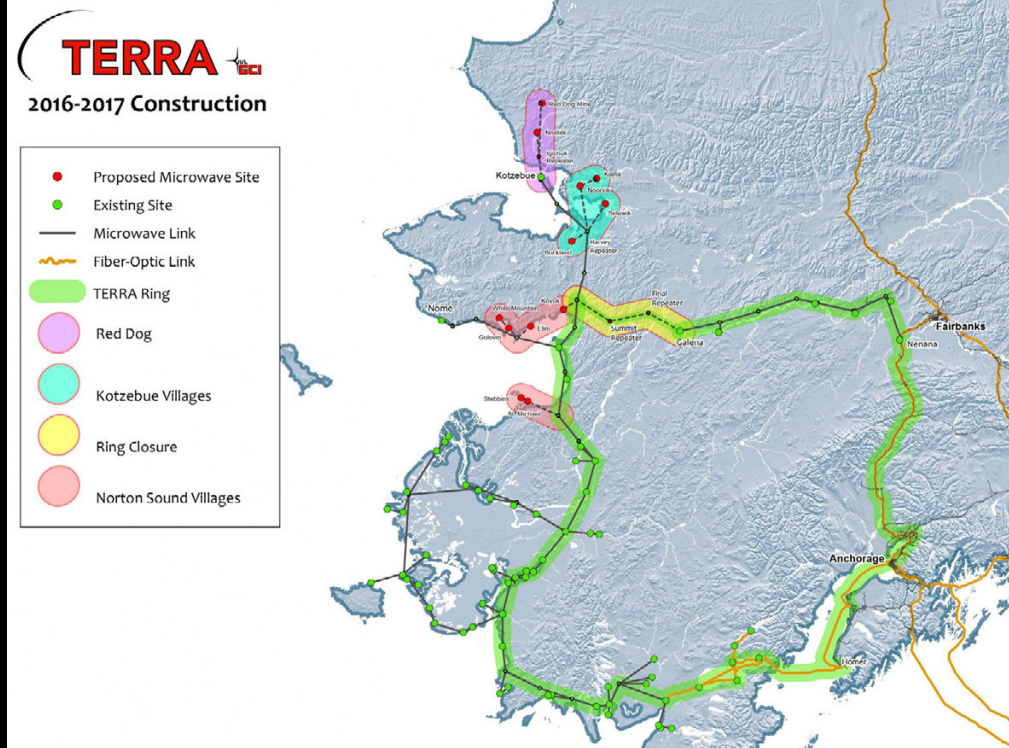 TERRA
GCI
2016-2017 Construction
Proposed Microwave Site
Existing Site
Microwave Link
Fiber-Optic Link
TERRA Ring
Red Dog
Kotzebue Villages
Ring Closure
Norton Sound Villages
Red Dog Mine
Noatak
Repeater
Kotzebue
Kiana
Noorvik
Selawik
Buckland
Harvey
Repeater
Koyuk
White Mountain
Nome
Golovin
Elim
Final
Repeater
Summit
Repeater
Galena
Fairbanks
Nenana
Stebbins
St. Michael
Anchorage
Homer